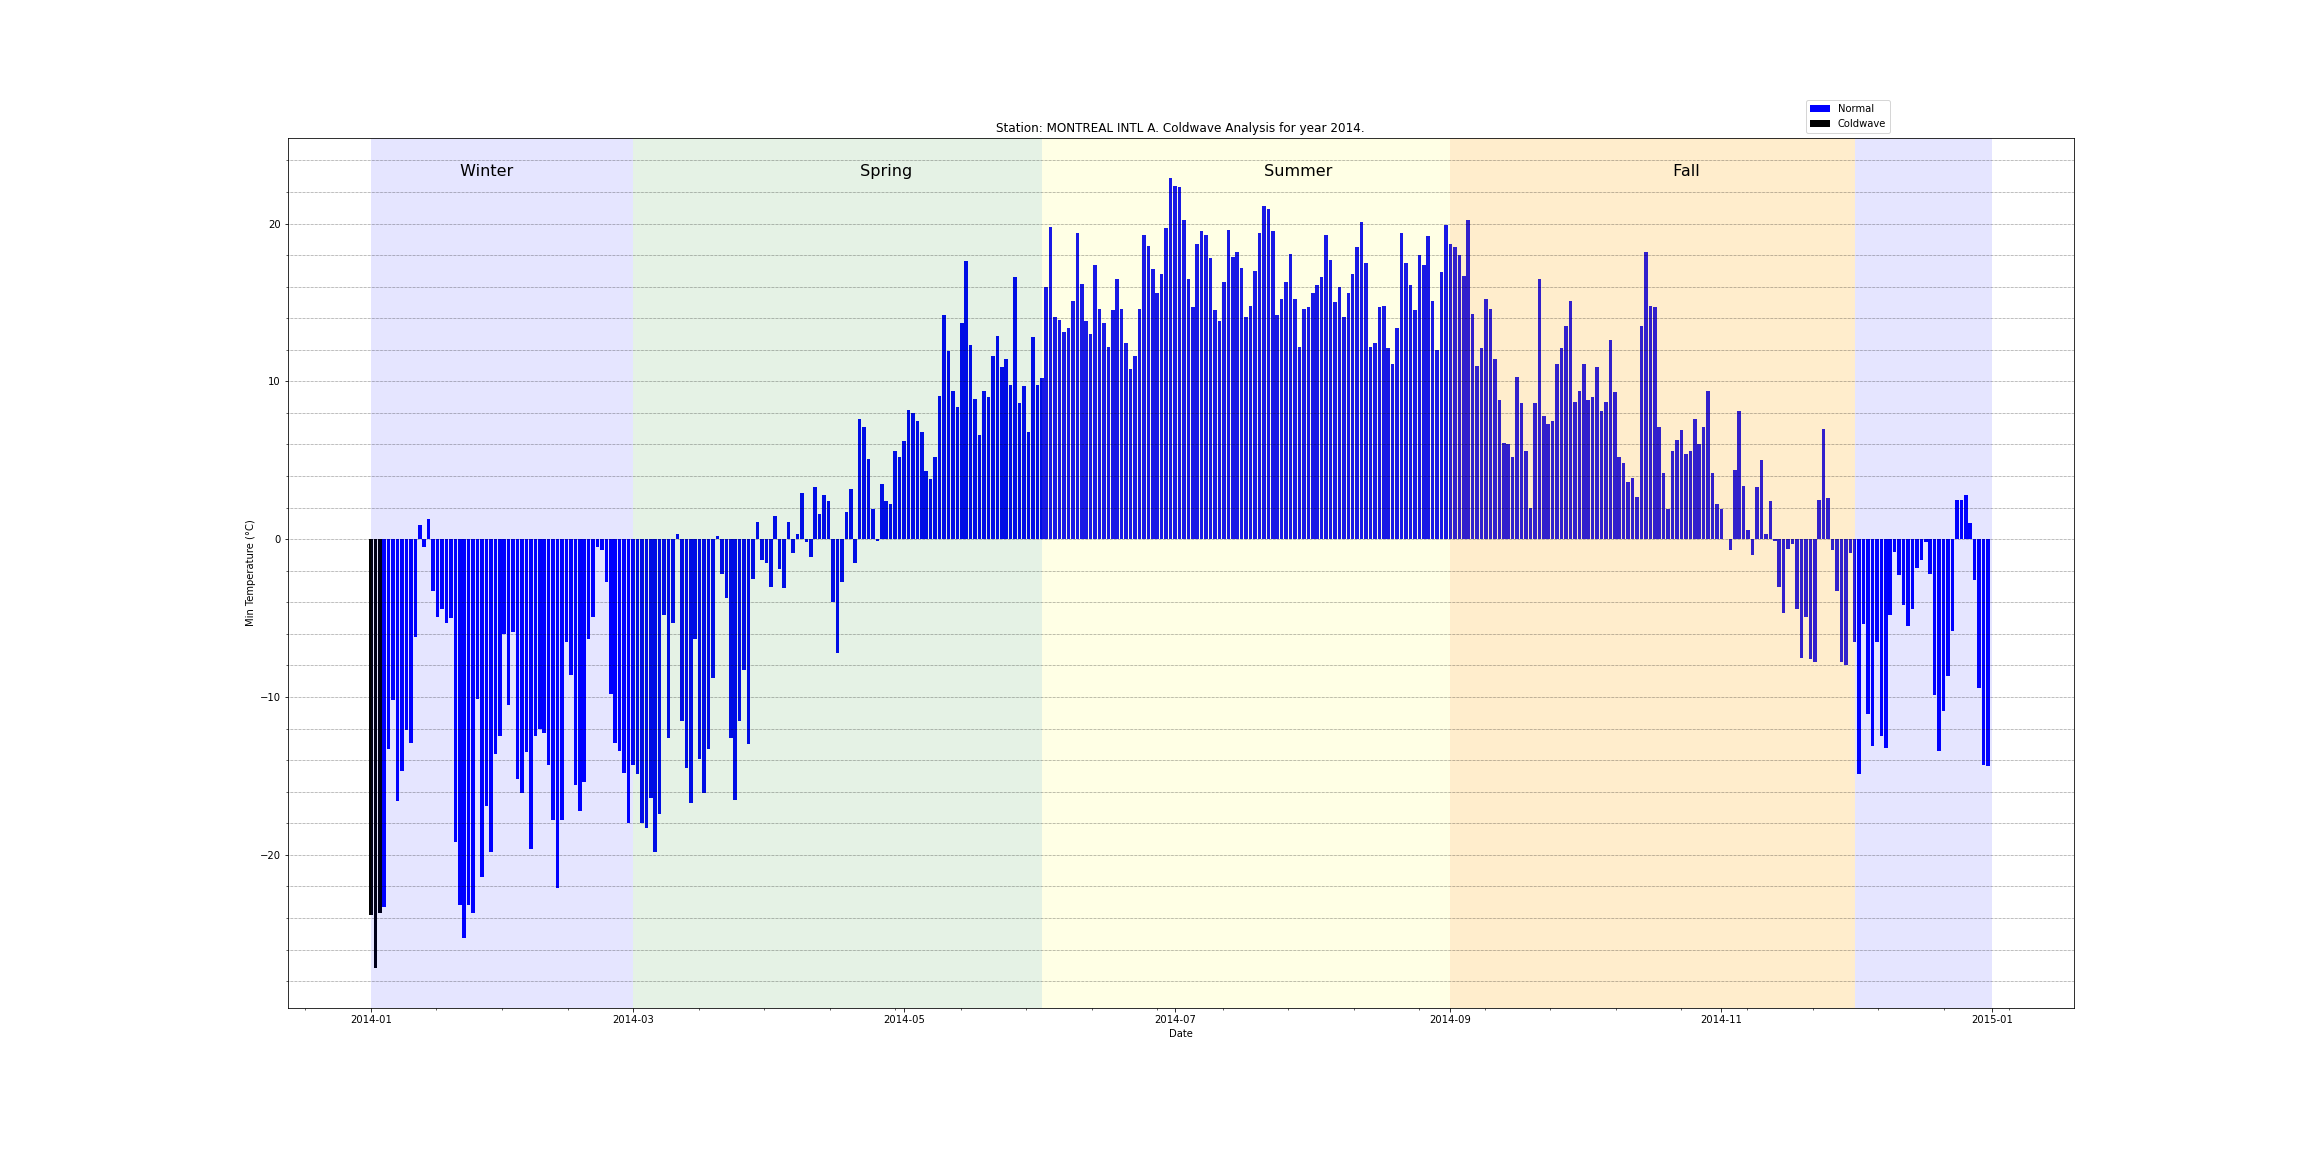 Normal
Coldwave
Station: MONTREAL INTL A. Coldwave Analysis for year 2014.
Winter
Spring
Summer
Fall
20
10
0
−10
−20
Min Temperature (°C)
2014-01
2014-03
2014-05
2014-07
2014-09
2014-11
2015-01
Date